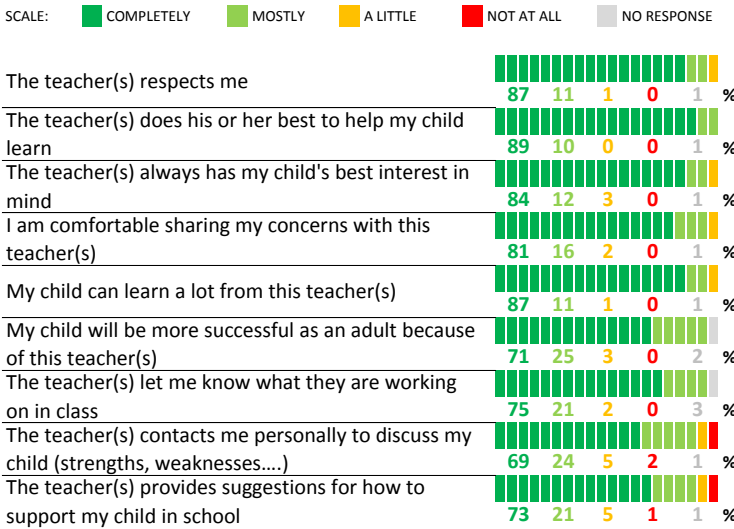 SCALE: COMPLETELY MOSTLY A LITTLE NOT AT ALL NO RESPONSE
The teacher(s) respects me
87 11 1 0 1 %
The teacher(s) does his or her best to help my child
learn
89 10 0 0 1 %
The teacher(s) always has my child's best interest in
mind
84 12 3 0 1 %
I am comfortable sharing my concerns with this
teacher(s)
81 16 2 0 1 %
My child can learn a lot from this teacher(s)
87 11 1 0 1 %
My child will be more successful as an adult because
of this teacher(s)
71 25 3 0 2 %
The teacher(s) let me know what they are working
on in class
75 21 2 0 3 %
The teacher(s) contacts me personally to discuss my
child (strengths, weaknesses....)
69 24 5 2 1 %
The teacher(s) provides suggestions for how to
support my child in school
73 21 5 1 1 %